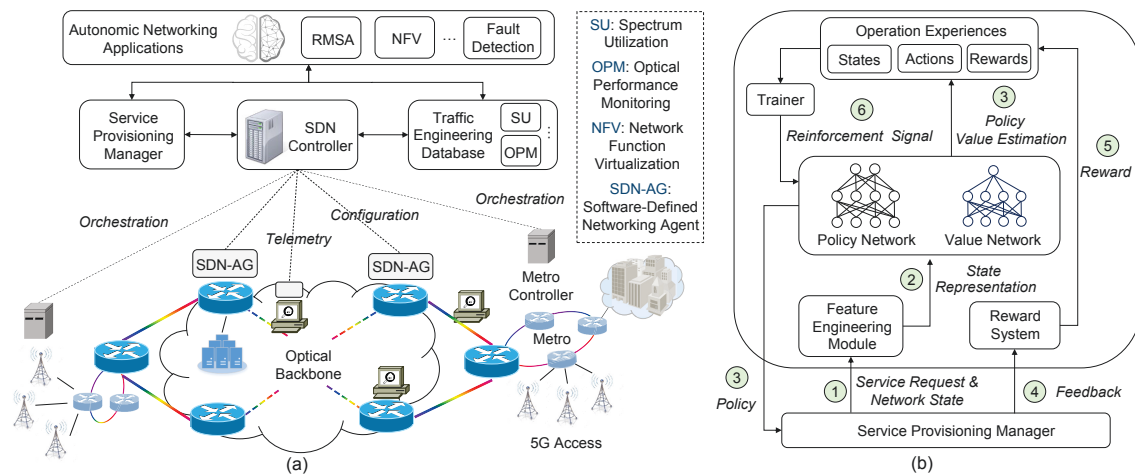 Autonomic Networking
Applications
RMSA
NFV
...
Fault
Detection
Service
Provisioning
Manager
SDN
Controller
Traffic
Engineering
Database
SU
OPM
⋮
SU: Spectrum
Utilization
OPM: Optical
Performance
Monitoring
NFV: Network
Function
Virtualization
SDN-AG:
Software-Defined
Networking Agent
Orchestration
Configuration
Orchestration
Telemetry
SDN-AG
SDN-AG
Metro
Controller
Metro
Optical
Backbone
5G Access
(a)
Operation Experiences
States
Actions
Rewards
Trainer
6
Reinforcement Signal
3
Policy
Value Estimation
5
Reward
Policy Network
Value Network
2
State
Representation
Feature
Engineering
Module
Reward
System
3
Policy
1
Service Request &
Network State
4
Feedback
Service Provisioning Manager
(b)